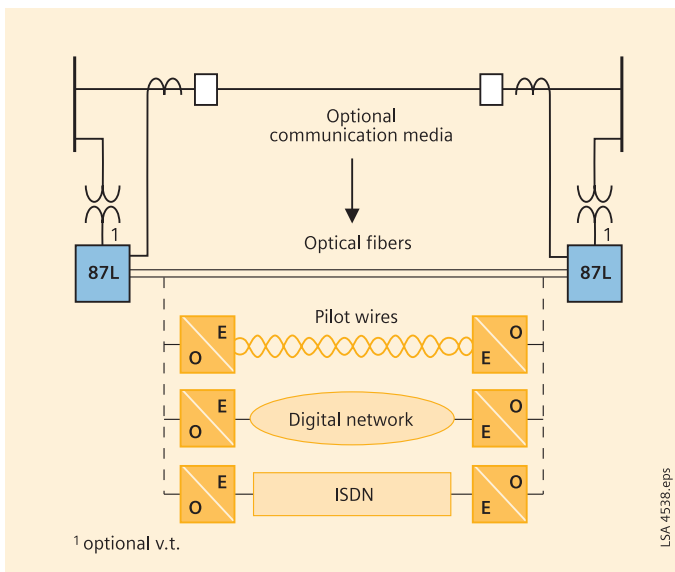 Optional
communication media
1
1
Optical fibers
87L
87L
Pilot wires
E
O
O
E
E
O
Digital network
O
E
E
O
ISDN
O
E
1 optional v.t.
LSA 4538.eps